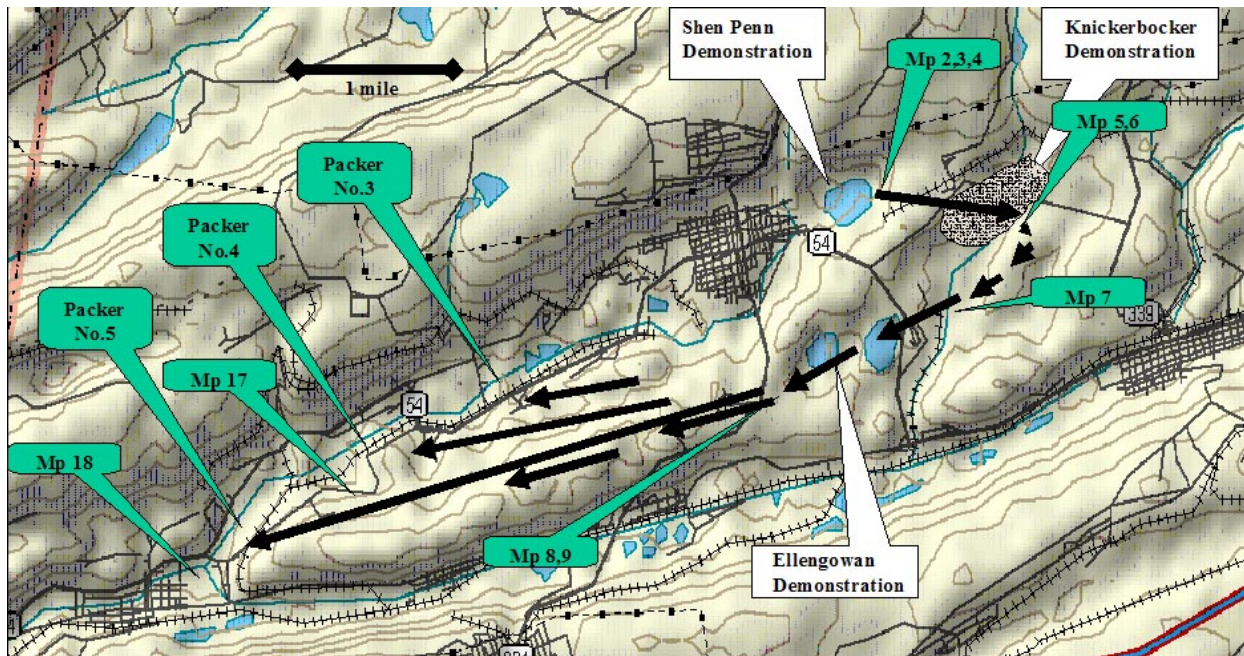 Shen Penn
Demonstration
Knickerbocker
Demonstration
Mp 2,3,4
1 mile
Mp 5,6
Packer
No.3
Packer
No.4
54
Mp 7
Packer
No.5
339
Mp 17
54
Mp 18
Mp 8,9
Ellengowan
Demonstration